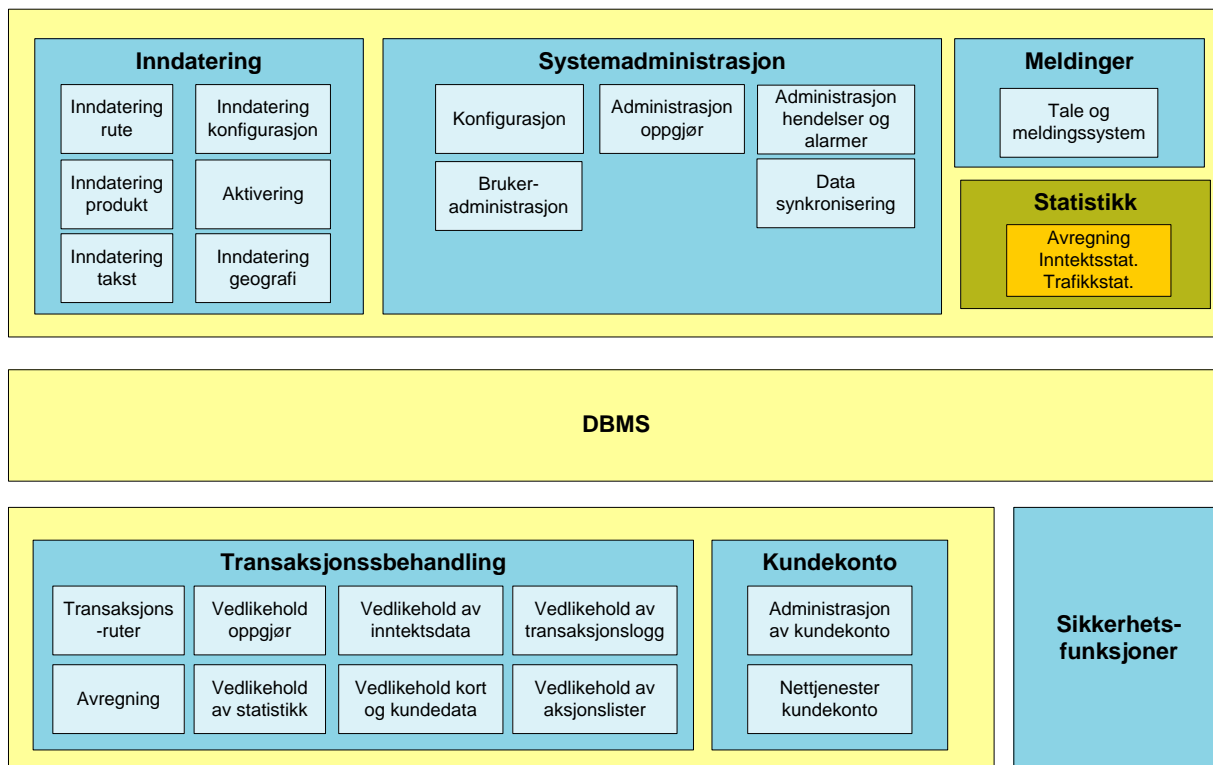 Inndatering
Inndatering
rute
Inndatering
konfigurasjon
Inndatering
produkt
Aktivering
Inndatering
takst
Inndatering
geografi
Systemadministrasjon
Konfigurasjon
Administrasjon
oppgjør
Administrasjon
hendelser og
alarmer
Bruker-
administrasjon
Data
synkronisering
Meldinger
Tale og
meldingssystem
Statistikk
Avregning
Inntektsstat.
Trafikkstat.
DBMS
Transaksjonssbehandling
Transaksjons
-ruter
Vedlikehold
oppgjør
Vedlikehold av
inntektsdata
Vedlikehold av
transaksjonslogg
Avregning
Vedlikehold
av statistikk
Vedlikehold kort
og kundedata
Vedlikehold av
aksjonslister
Kundekonto
Administrasjon
av kundekonto
Nettjenester
kundekonto
Sikkerhets-
funksjoner